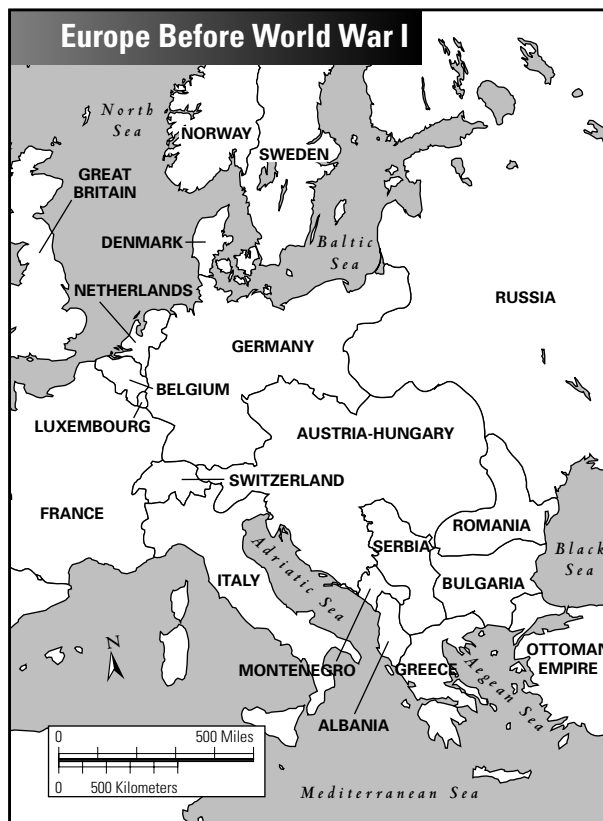 Europe Before World War I
North
Sea
NORWAY
SWEDEN
GREAT
BRITAIN
DENMARK
Baltic
Sea
NETHERLANDS
RUSSIA
GERMANY
BELGIUM
LUXEMBOURG
AUSTRIA-HUNGARY
SWITZERLAND
FRANCE
ROMANIA
Black
Sea
SERBIA
Adriatic Sea
ITALY
BULGARIA
N
OTTOMAN
EMPIRE
MONTENEGRO
GREECE
Aegean Sea
ALBANIA
0 500 Miles
0 500 Kilometers
Mediterranean Sea